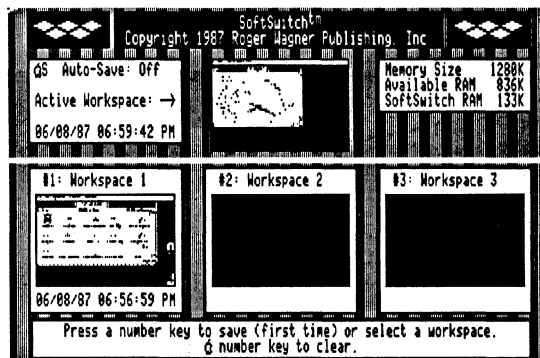 SoftSwitch™
Copyright 1987 Roger Wagner Publishing, Inc
S Auto-Save: Off
Active Workspace: →
06/08/87 06:59:42 PM
Memory Size 1280K
Available RAM 836K
SoftSwitch RAM 133K
#1: Workspace 1
06/08/87 06:56:59 PM
#2: Workspace 2
#3: Workspace 3
Press a number key to save (first time) or select a workspace.
number key to clear.